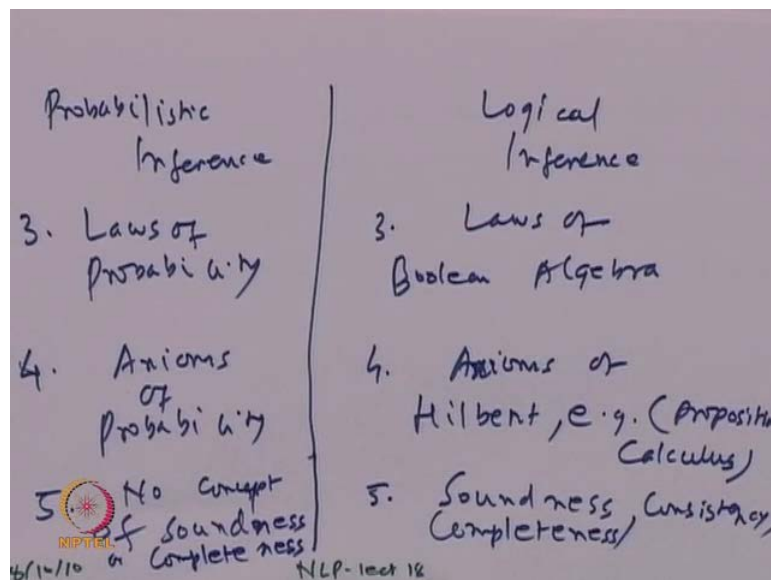 Probabilistic
Inference
3. Laws of
Probability
4. Axioms
of
Probability
5. No concept
of soundness
or completeness
Logical
Inference
3. Laws of
Boolean Algebra
4. Axioms of
Hilbert, e.g. (Propositi
Calculus)
5. Soundness, Consistency,
Completeness,
NPTEL
NLP-lect 18